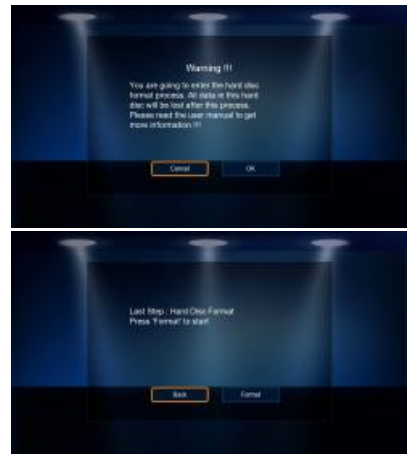 Warning !!!
You are going to enter the hard disc
format process. All data in this hard
disc will be lost after this process.
Please read the user manual to get
more information !!!
Cancel
OK
Last Step : Hard Disc Format
Press 'Format' to start!
Back
Format